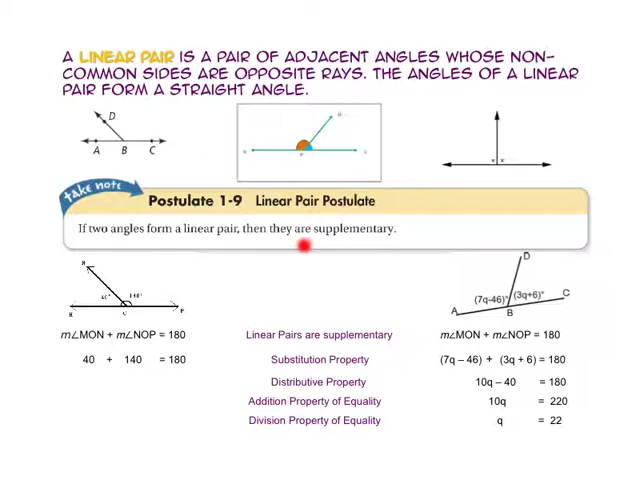 A LINEAR PAIR IS A PAIR OF ADJACENT ANGLES WHOSE NON-
COMMON SIDES ARE OPPOSITE RAYS. THE ANGLES OF A LINEAR
PAIR FORM A STRAIGHT ANGLE.
D
A B C
take note
Postulate 1-9 Linear Pair Postulate
If two angles form a linear pair, then they are supplementary.
40° 140°
D
(7q-46)° (3q+6)° C
A B
m∠MON + m∠NOP = 180 Linear Pairs are supplementary m∠MON + m∠NOP = 180
40 + 140 = 180 Substitution Property (7q – 46) + (3q + 6) = 180
Distributive Property 10q – 40 = 180
Addition Property of Equality 10q = 220
Division Property of Equality q = 22